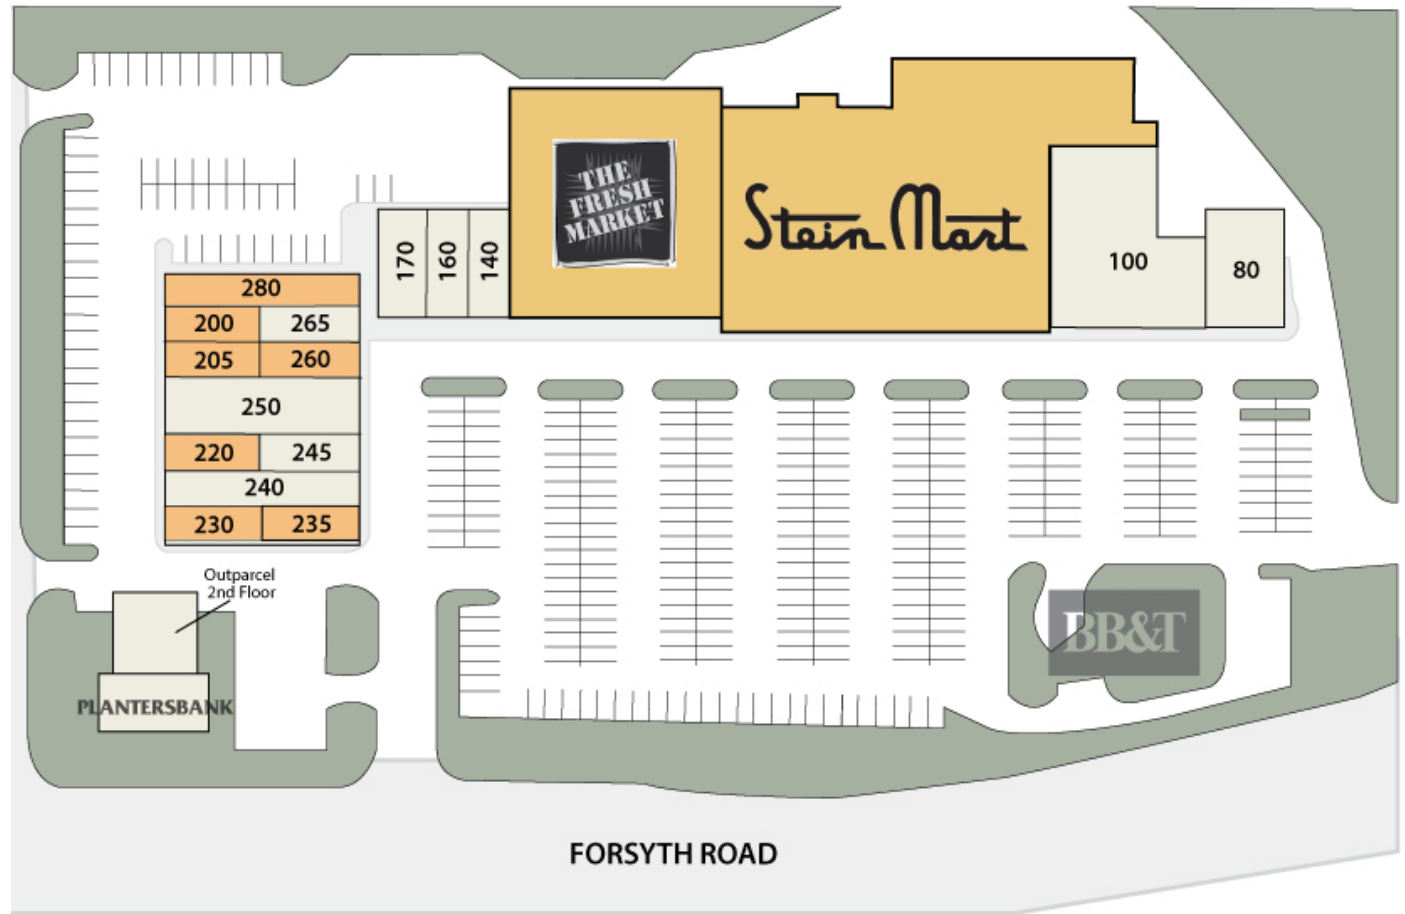 THE
FRESH
MARKET
Stein Mart
170
160
140
100
80
280
200 265
205 260
250
220 245
240
230 235
Outparcel
2nd Floor
PLANTERSBANK
BB&T
FORSYTH ROAD